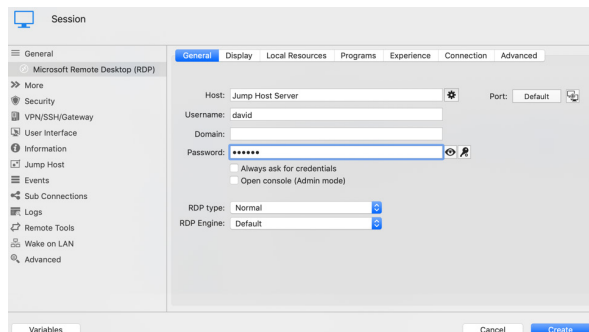 Session
General
Microsoft Remote Desktop (RDP)
More
Security
VPN/SSH/Gateway
User Interface
Information
Jump Host
Events
Sub Connections
Logs
Remote Tools
Wake on LAN
Advanced
General Display Local Resources Programs Experience Connection Advanced
Host: Jump Host Server Port: Default
Username: david
Domain:
Password: ••••••
Always ask for credentials
Open console (Admin mode)
RDP type: Normal
RDP Engine: Default
Variables Cancel Create